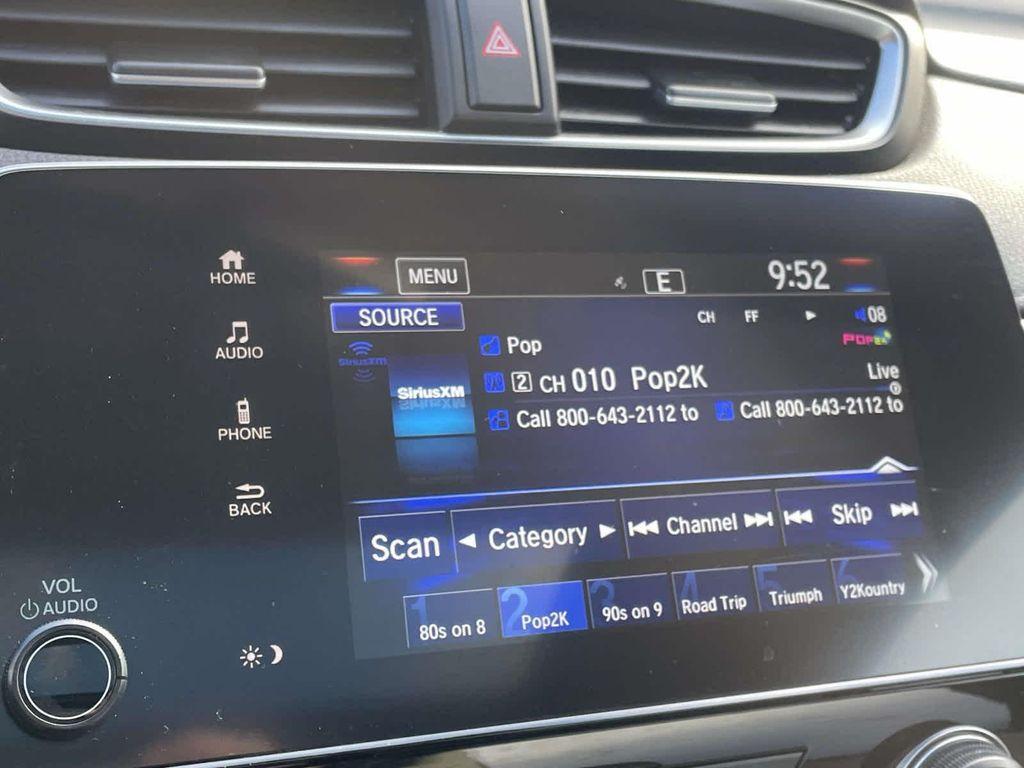 HOME
AUDIO
PHONE
BACK
VOL
AUDIO
MENU
E
9:52
SOURCE
CH FF 08
SiriusXM
Pop
POP2K
SiriusXM
2 CH 010 Pop2K
Live
Call 800-643-2112 to
Call 800-643-2112 to
Scan
Category
Channel
Skip
1 80s on 8
2 Pop2K
3 90s on 9
4 Road Trip
5 Triumph
6 Y2Kountry